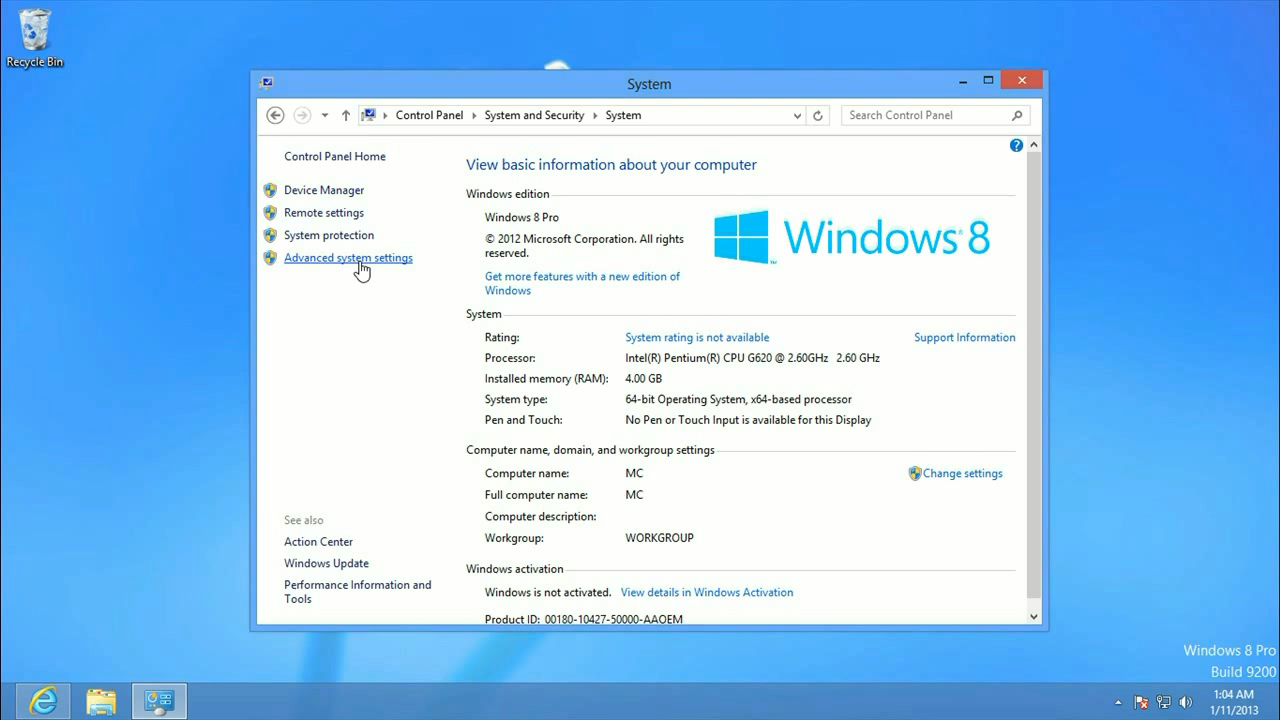 Recycle Bin
System
Control Panel
System and Security
System
Search Control Panel
Control Panel Home
Device Manager
Remote settings
System protection
Advanced system settings
See also
Action Center
Windows Update
Performance Information and
Tools
View basic information about your computer
Windows edition
Windows 8 Pro
© 2012 Microsoft Corporation. All rights
reserved.
Get more features with a new edition of
Windows
Windows® 8
™
System
Rating: System rating is not available Support Information
Processor: Intel(R) Pentium(R) CPU G620 @ 2.60GHz 2.60 GHz
Installed memory (RAM): 4.00 GB
System type: 64-bit Operating System, x64-based processor
Pen and Touch: No Pen or Touch Input is available for this Display
Computer name, domain, and workgroup settings
Computer name: MC Change settings
Full computer name: MC
Computer description:
Workgroup: WORKGROUP
Windows activation
Windows is not activated. View details in Windows Activation
Product ID: 00180-10427-50000-AAOEM
Windows 8 Pro
Build 9200
1:04 AM
1/11/2013